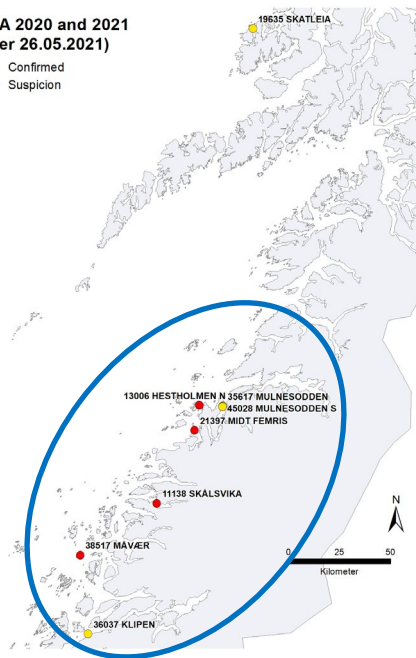 19635 SKATLEIA
A 2020 and 2021
er 26.05.2021)
Confirmed
Suspicion
13006 HESTHOLMEN N 35617 MULNESODDEN
45028 MULNESODDEN S
21397 MIDT FEMRIS
11138 SKÅLSVIKA
N
38517 MÅVÆR
0 25 50
Kilometer
36037 KLIPEN